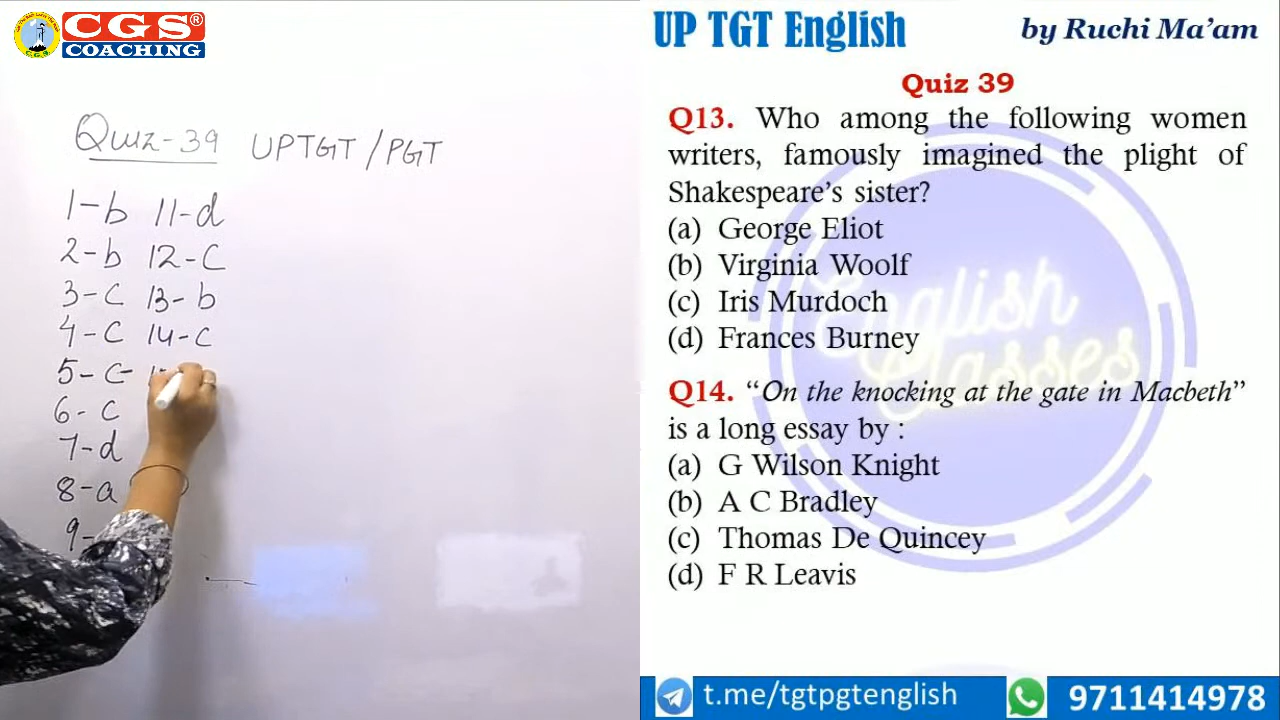 CGS®
COACHING
Quiz-39 UPTGT/PGT
1-b 11-d
2-b 12-C
3-C 13-b
4-C 14-C
5-C-
6-C
7-d
8-a
9-
UP TGT English
by Ruchi Ma'am
Quiz 39
Q13. Who among the following women
writers, famously imagined the plight of
Shakespeare's sister?
(a) George Eliot
(b) Virginia Woolf
(c) Iris Murdoch
(d) Frances Burney
Q14. “On the knocking at the gate in Macbeth”
is a long essay by :
(a) G Wilson Knight
(b) A C Bradley
(c) Thomas De Quincey
(d) F R Leavis
English
Classes
t.me/tgtpgtenglish
9711414978